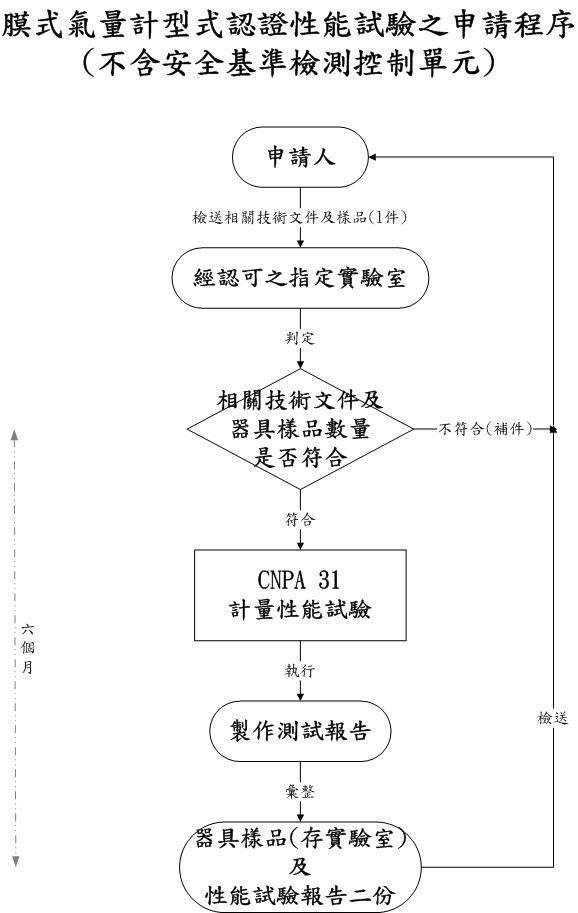 膜式氣量計型式認證性能試驗之申請程序
(不含安全基準檢測控制單元)
申請人
檢送相關技術文件及樣品(1件)
經認可之指定實驗室
判定
相關技術文件及
器具樣品數量
是否符合
不符合(補件)
符合
CNPA 31
計量性能試驗
六個月
執行
製作測試報告
檢送
彙整
器具樣品(存實驗室)
及
性能試驗報告二份